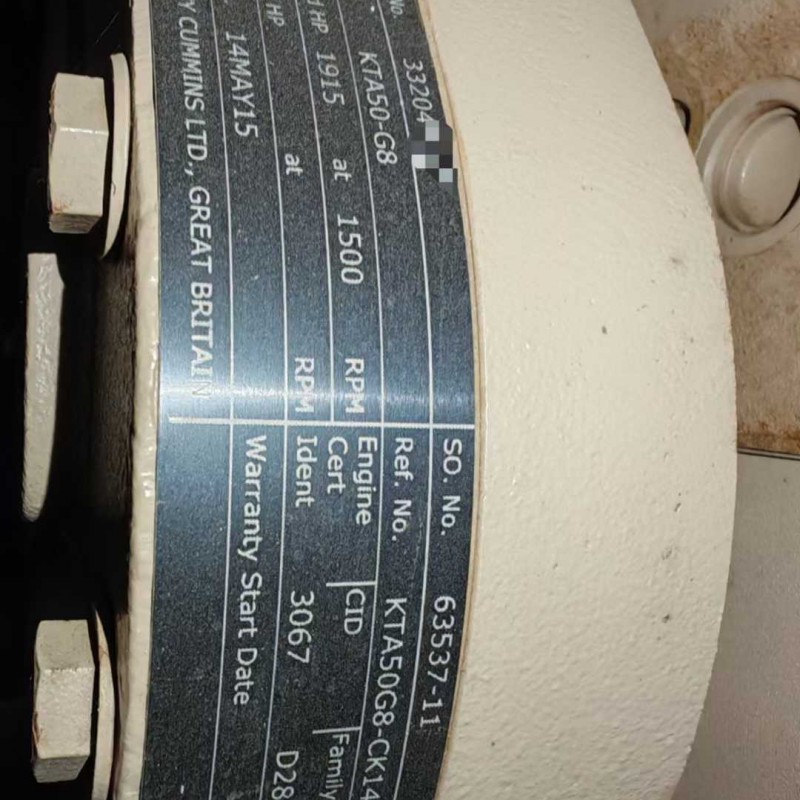 No. 33204
KTA50-G8
HP 1915 at 1500 RPM
HP at RPM
14MAY15
Y CUMMINS LTD., GREAT BRITAIN
SO. No. 63537-11
Ref. No. KTA50G8-CK14
Engine CID Family
Cert
Ident 3067 D28
Warranty Start Date